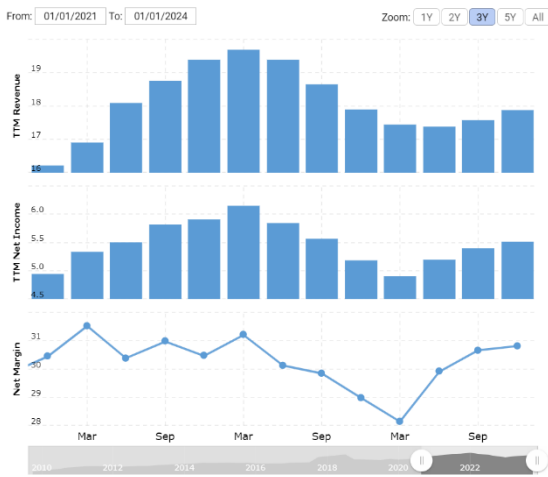 From: 01/01/2021 To: 01/01/2024 Zoom: 1Y 2Y 3Y 5Y All
TTM Revenue
19
18
17
16
TTM Net Income
6.0
5.5
5.0
4.5
Net Margin
31
30
29
28
Mar Sep Mar Sep Mar Sep
2010 2012 2014 2016 2018 2020 2022